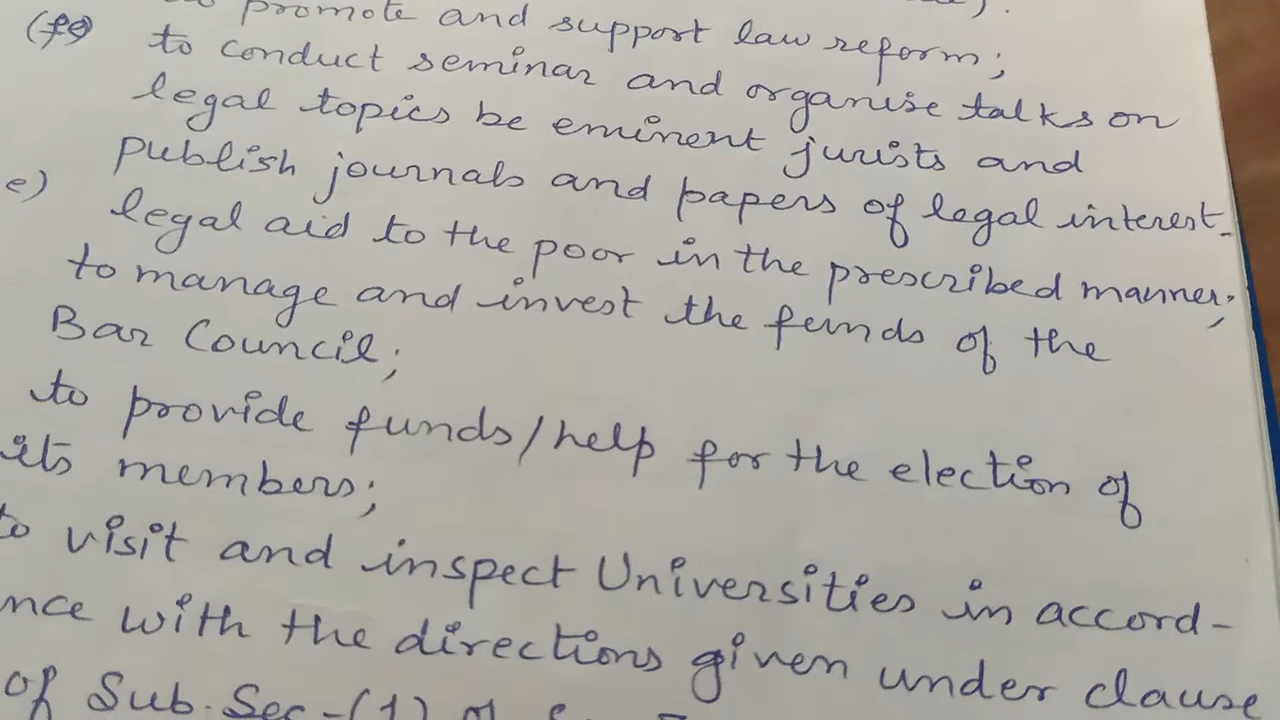 promote and support law reform;
to conduct seminar and organise talks on
legal topics be eminent jurists and
publish journals and papers of legal interest.
e) legal aid to the poor in the prescribed manner;
to manage and invest the funds of the
Bar Council;
to provide funds/help for the election of
its members;
to visit and inspect Universities in accord-
nce with the directions given under clause
of Sub. Sec-(1) of